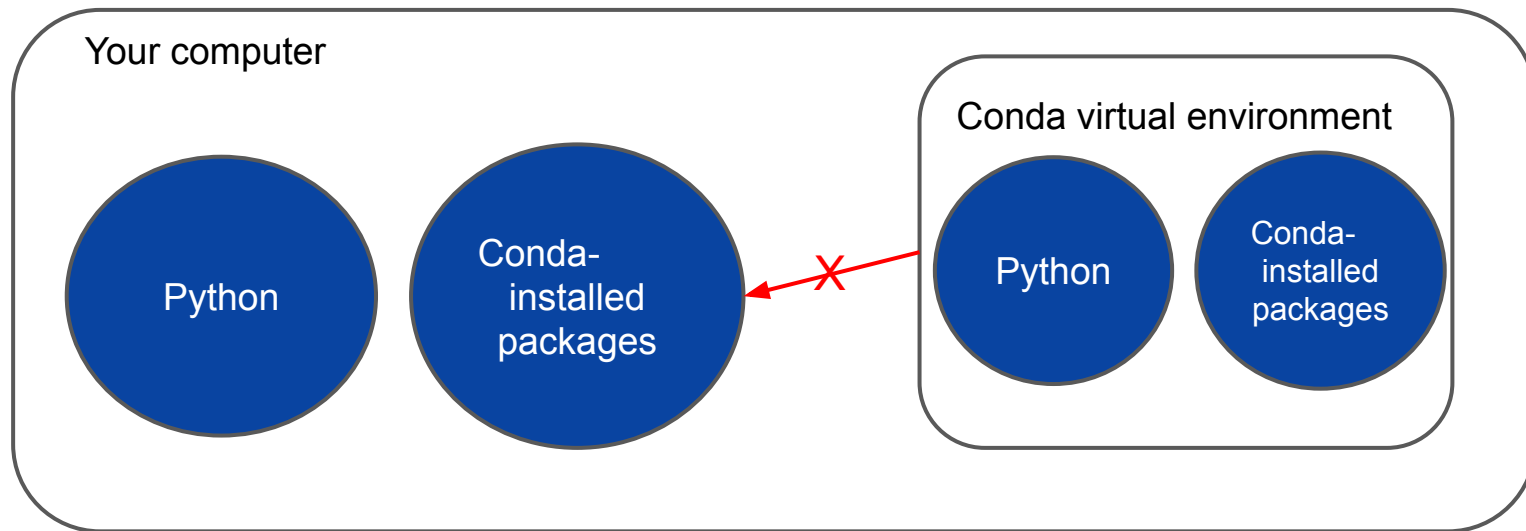 Your computer
Conda virtual environment
Python
Conda-
installed
packages
X
Python
Conda-
installed
packages